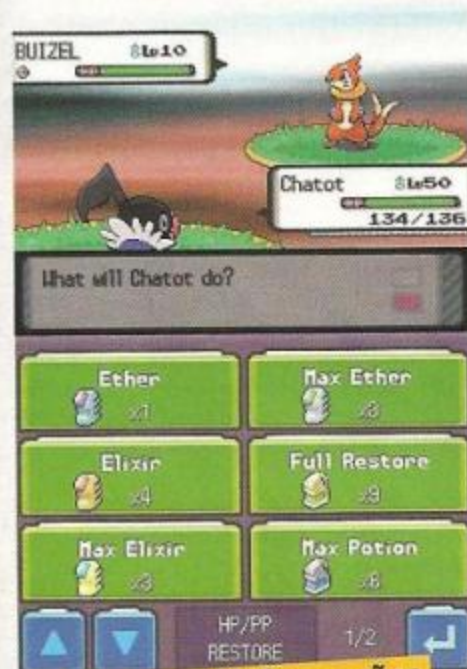 BUIZEL Lv10
Chatot Lv50
134/136
What will Chatot do?
Ether
x1
Max Ether
x3
Elixir
x4
Full Restore
x9
Max Elixir
x3
Max Potion
x6
HP/PP
RESTORE
1/2